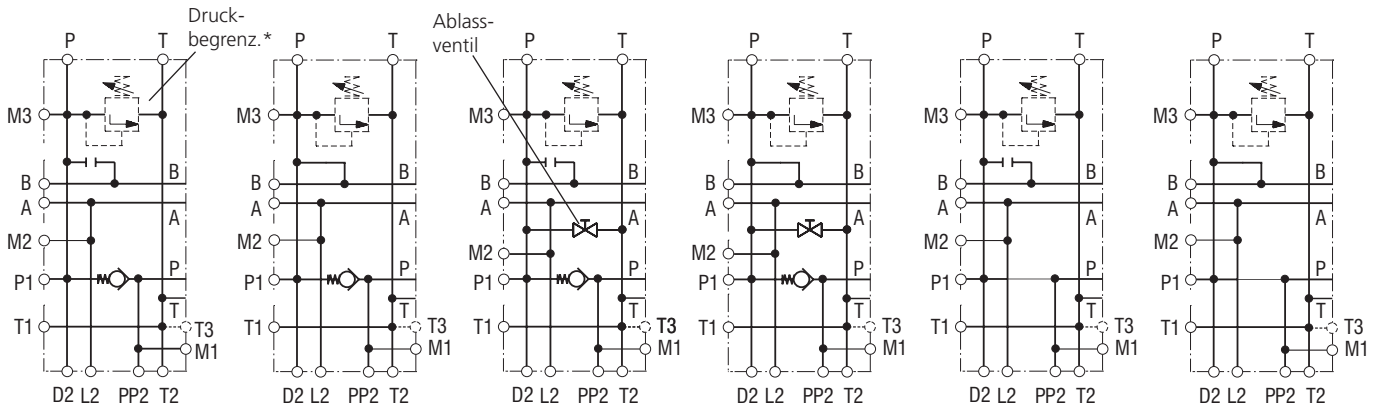 Druck-
begrenz.*
Ablass-
ventil
P T P T P T P T P T P T
M3 M3 M3 M3 M3 M3
B B B B B B
B B B B B B
A A A A A A
A A A A A A
M2 M2 M2 M2 M2 M2
P P P P P P
P1 P1 P1 P1 P1 P1
T T T T T T
T1 T3 T1 T3 T1 T3 T1 T3 T1 T3 T1 T3
M1 M1 M1 M1 M1 M1
D2 L2 PP2 T2 D2 L2 PP2 T2 D2 L2 PP2 T2 D2 L2 PP2 T2 D2 L2 PP2 T2 D2 L2 PP2 T2